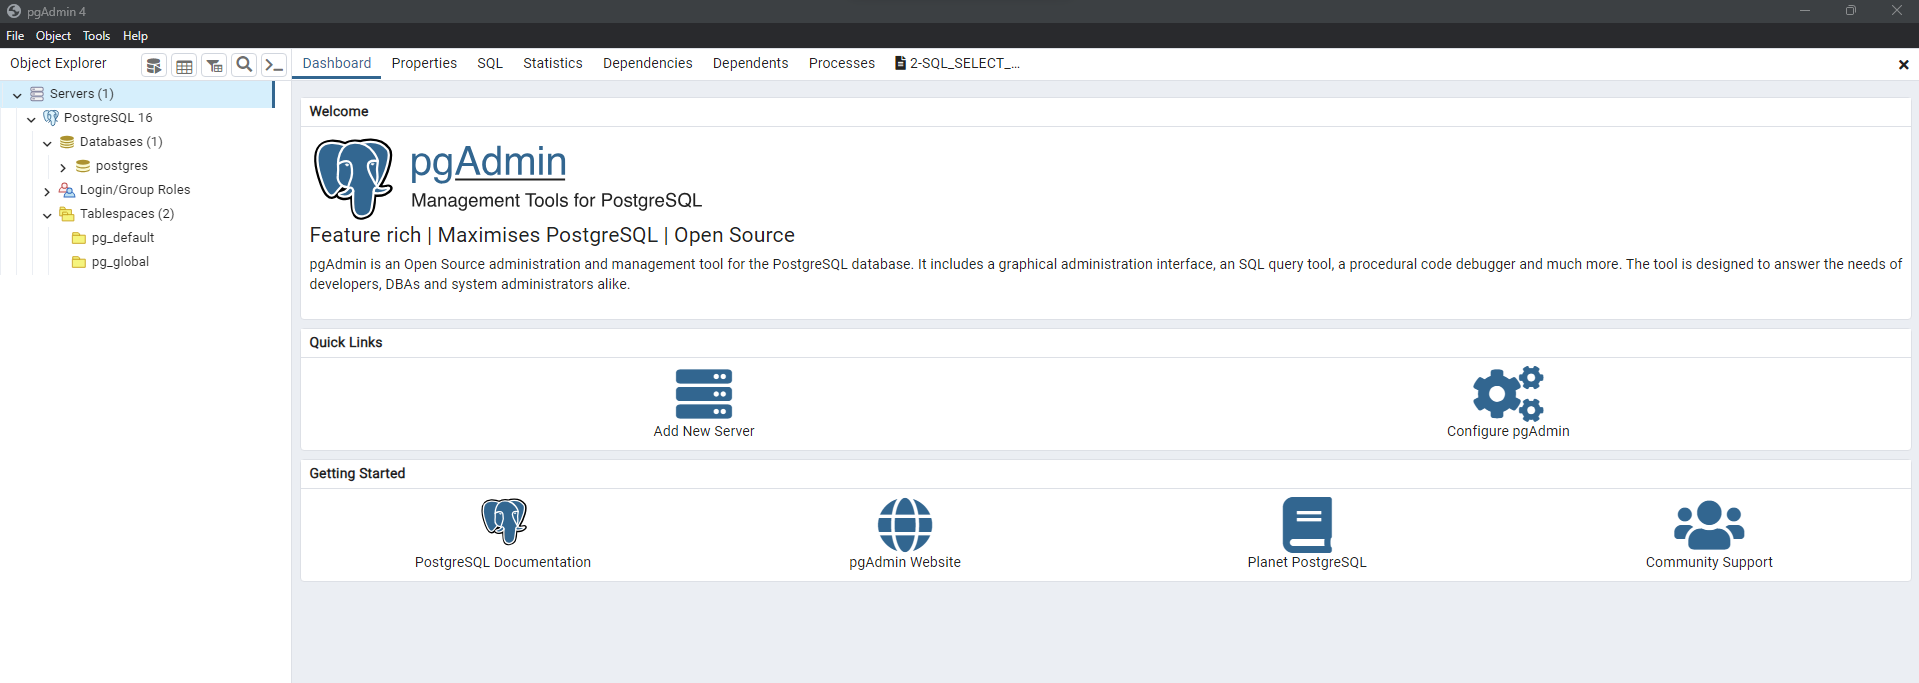 pgAdmin 4
File Object Tools Help
Object Explorer
Dashboard Properties SQL Statistics Dependencies Dependents Processes 2-SQL_SELECT_...
Servers (1)
PostgreSQL 16
Databases (1)
postgres
Login/Group Roles
Tablespaces (2)
pg_default
pg_global
Welcome
pgAdmin
Management Tools for PostgreSQL
Feature rich | Maximises PostgreSQL | Open Source
pgAdmin is an Open Source administration and management tool for the PostgreSQL database. It includes a graphical administration interface, an SQL query tool, a procedural code debugger and much more. The tool is designed to answer the needs of
developers, DBAs and system administrators alike.
Quick Links
Add New Server
Configure pgAdmin
Getting Started
PostgreSQL Documentation
pgAdmin Website
Planet PostgreSQL
Community Support